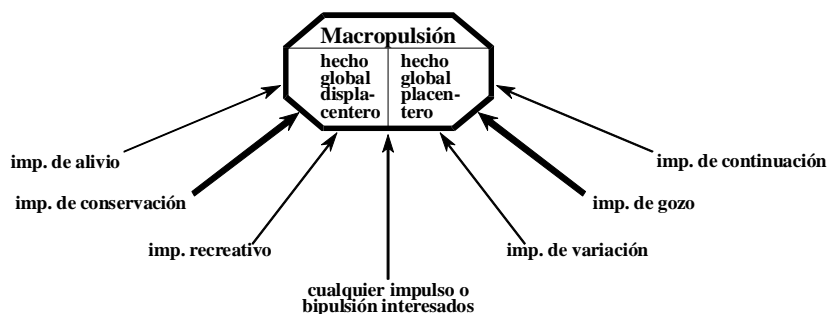 Macropulsión
hecho
global
displa-
centero
hecho
global
placen-
tero
imp. de alivio
imp. de continuación
imp. de conservación
imp. de gozo
imp. recreativo
imp. de variación
cualquier impulso o
bipulsión interesados